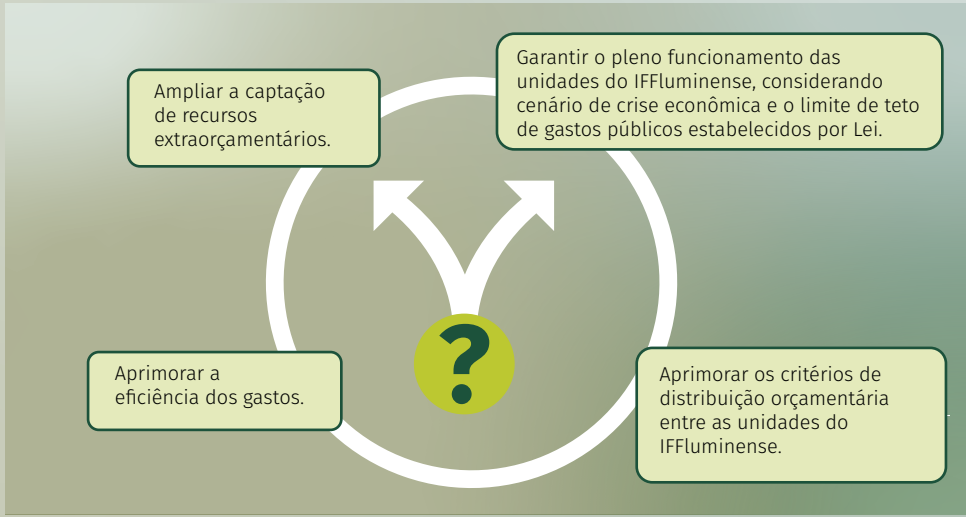 Ampliar a captação
de recursos
extraorçamentários.
Garantir o pleno funcionamento das
unidades do IFFluminense, considerando
cenário de crise econômica e o limite de teto
de gastos públicos estabelecidos por Lei.
?
Aprimorar a
eficiência dos gastos.
Aprimorar os critérios de
distribuição orçamentária
entre as unidades do
IFFluminense.